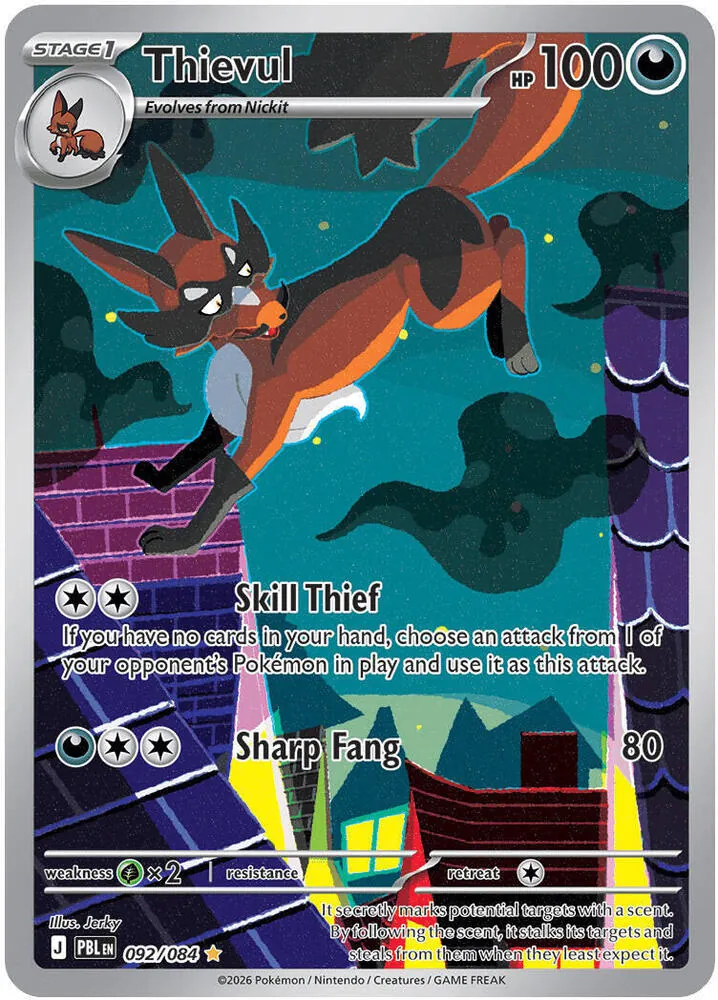 STAGE 1
Thievul
HP 100
Evolves from Nickit
Skill Thief
If you have no cards in your hand, choose an attack from 1 of
your opponent's Pokémon in play and use it as this attack.
Sharp Fang 80
weakness ×2 resistance retreat
Illus. Jerky
J PBL EN 092/084
It secretly marks potential targets with a scent.
By following the scent, it stalks its targets and
steals from them when they least expect it.
©2026 Pokémon / Nintendo / Creatures / GAME FREAK